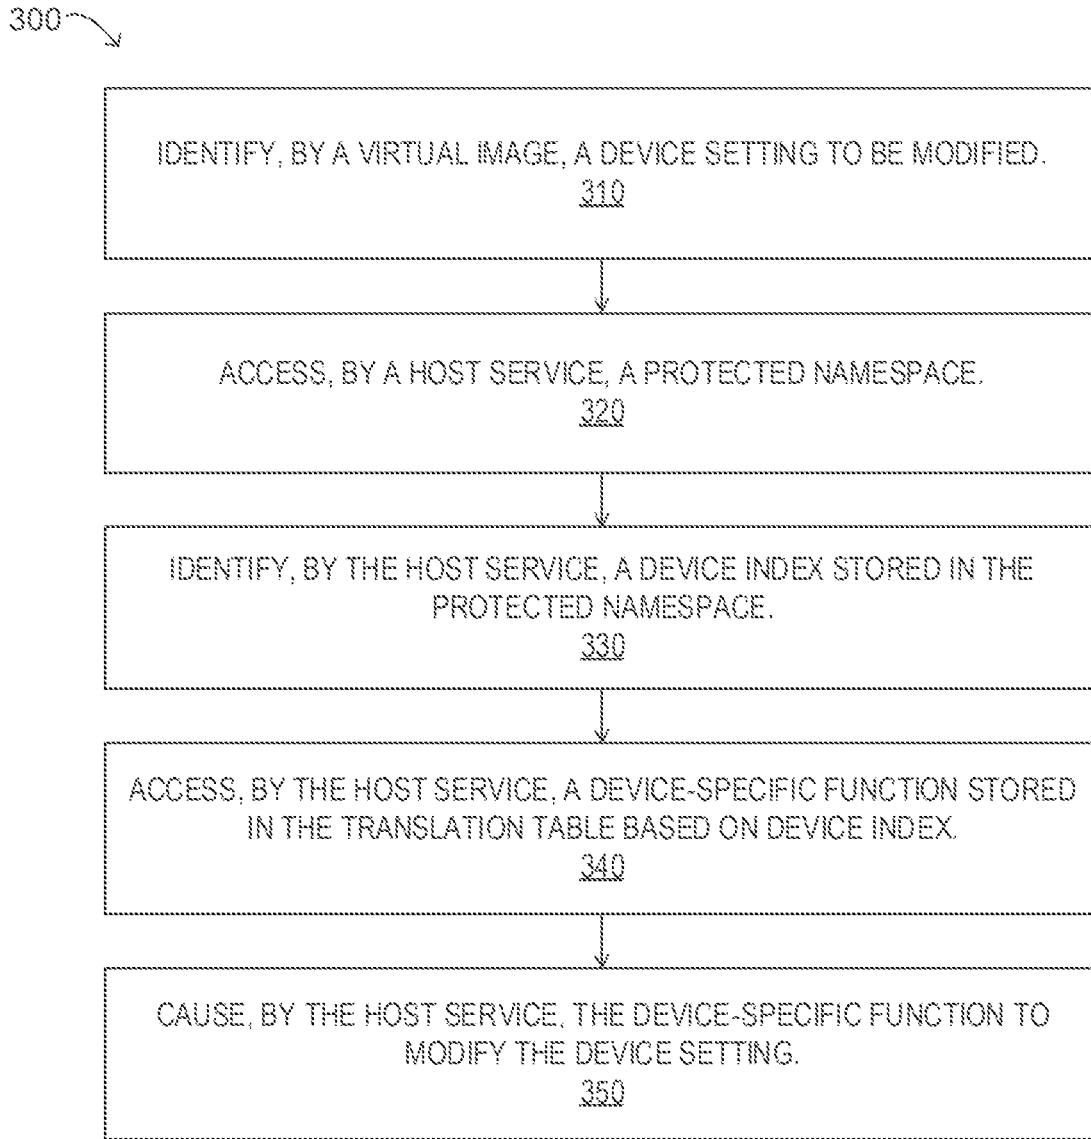 300
IDENTIFY, BY A VIRTUAL IMAGE, A DEVICE SETTING TO BE MODIFIED.
310
ACCESS, BY A HOST SERVICE, A PROTECTED NAMESPACE.
320
IDENTIFY, BY THE HOST SERVICE, A DEVICE INDEX STORED IN THE
PROTECTED NAMESPACE.
330
ACCESS, BY THE HOST SERVICE, A DEVICE-SPECIFIC FUNCTION STORED
IN THE TRANSLATION TABLE BASED ON DEVICE INDEX.
340
CAUSE, BY THE HOST SERVICE, THE DEVICE-SPECIFIC FUNCTION TO
MODIFY THE DEVICE SETTING.
350